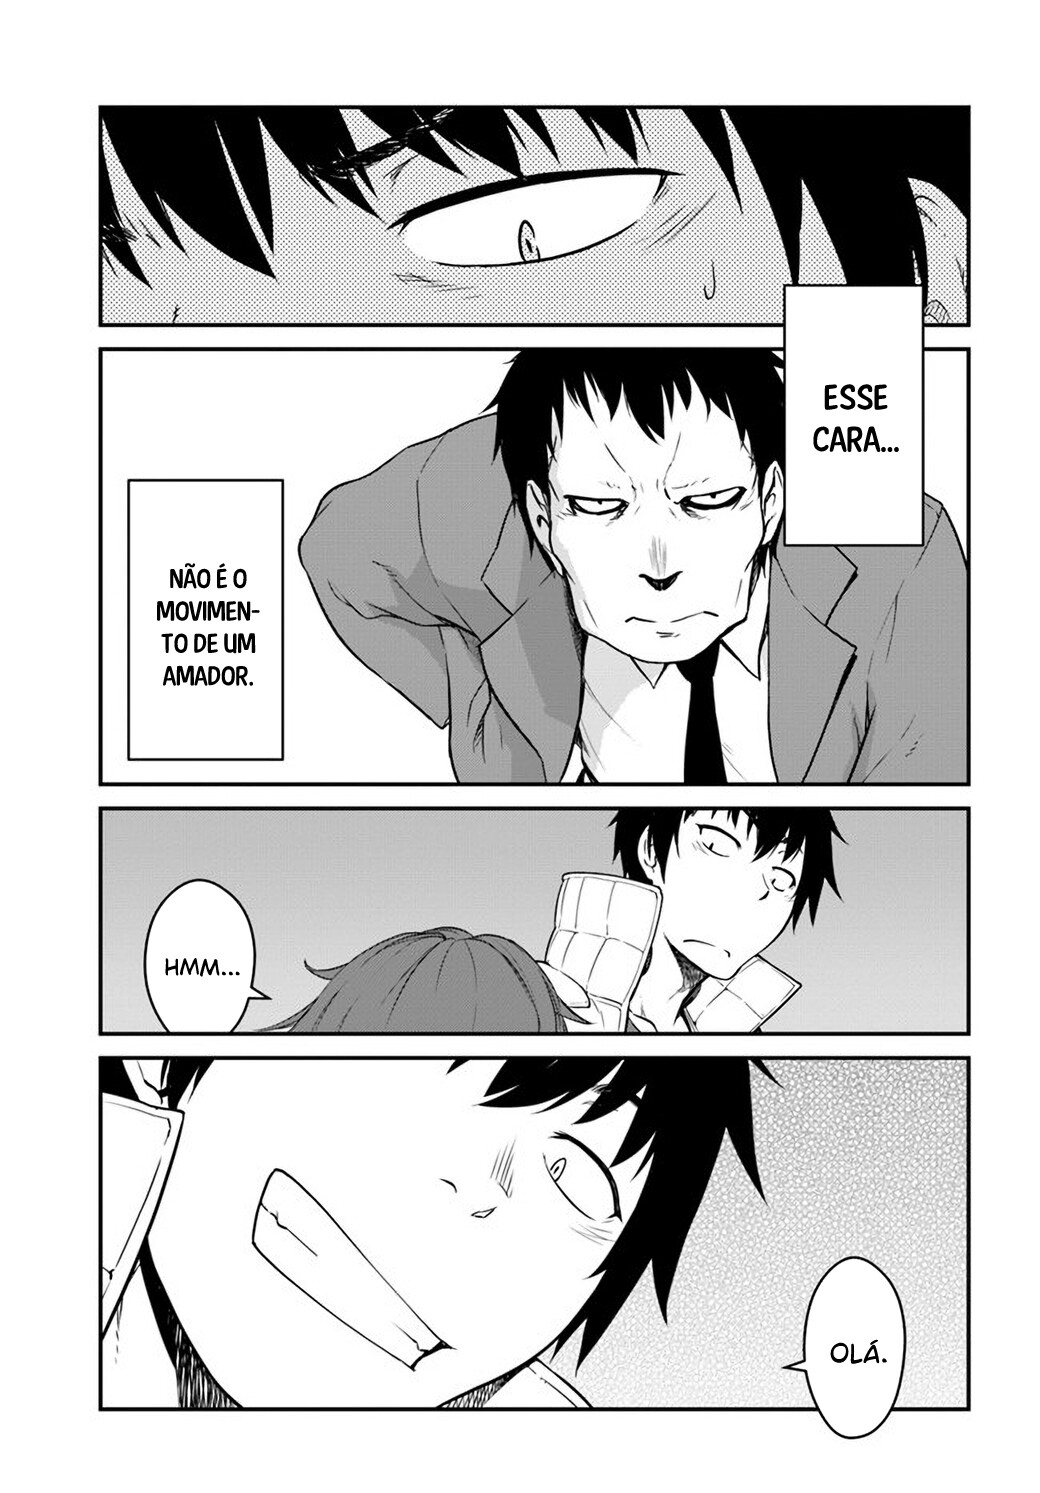 ESSE
CARA...
NÃO É O
MOVIMEN-
TO DE UM
AMADOR.
HMM...
OLÁ.